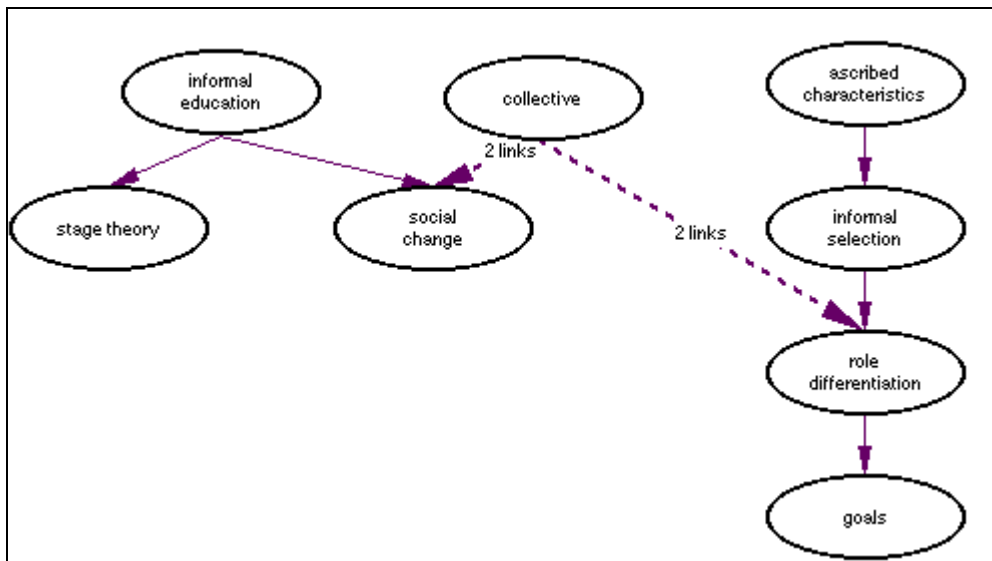 informal
education
collective
ascribed
characteristics
2 links
stage theory
social
change
2 links
informal
selection
role
differentiation
goals